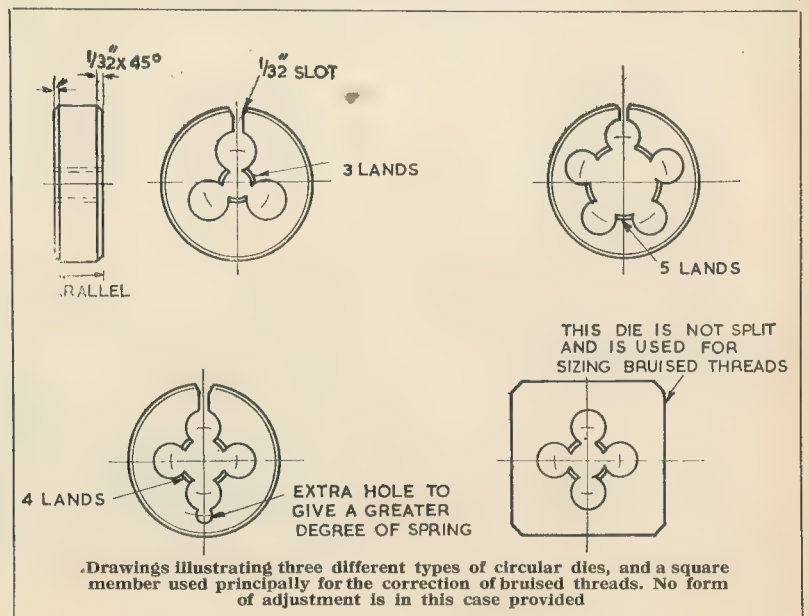 1/32" X 45°
1/32" SLOT
3 LANDS
RALLEL
5 LANDS
THIS DIE IS NOT SPLIT
AND IS USED FOR
SIZING BRUISED THREADS
4 LANDS
EXTRA HOLE TO
GIVE A GREATER
DEGREE OF SPRING
Drawings illustrating three different types of circular dies, and a square
member used principally for the correction of bruised threads. No form
of adjustment is in this case provided